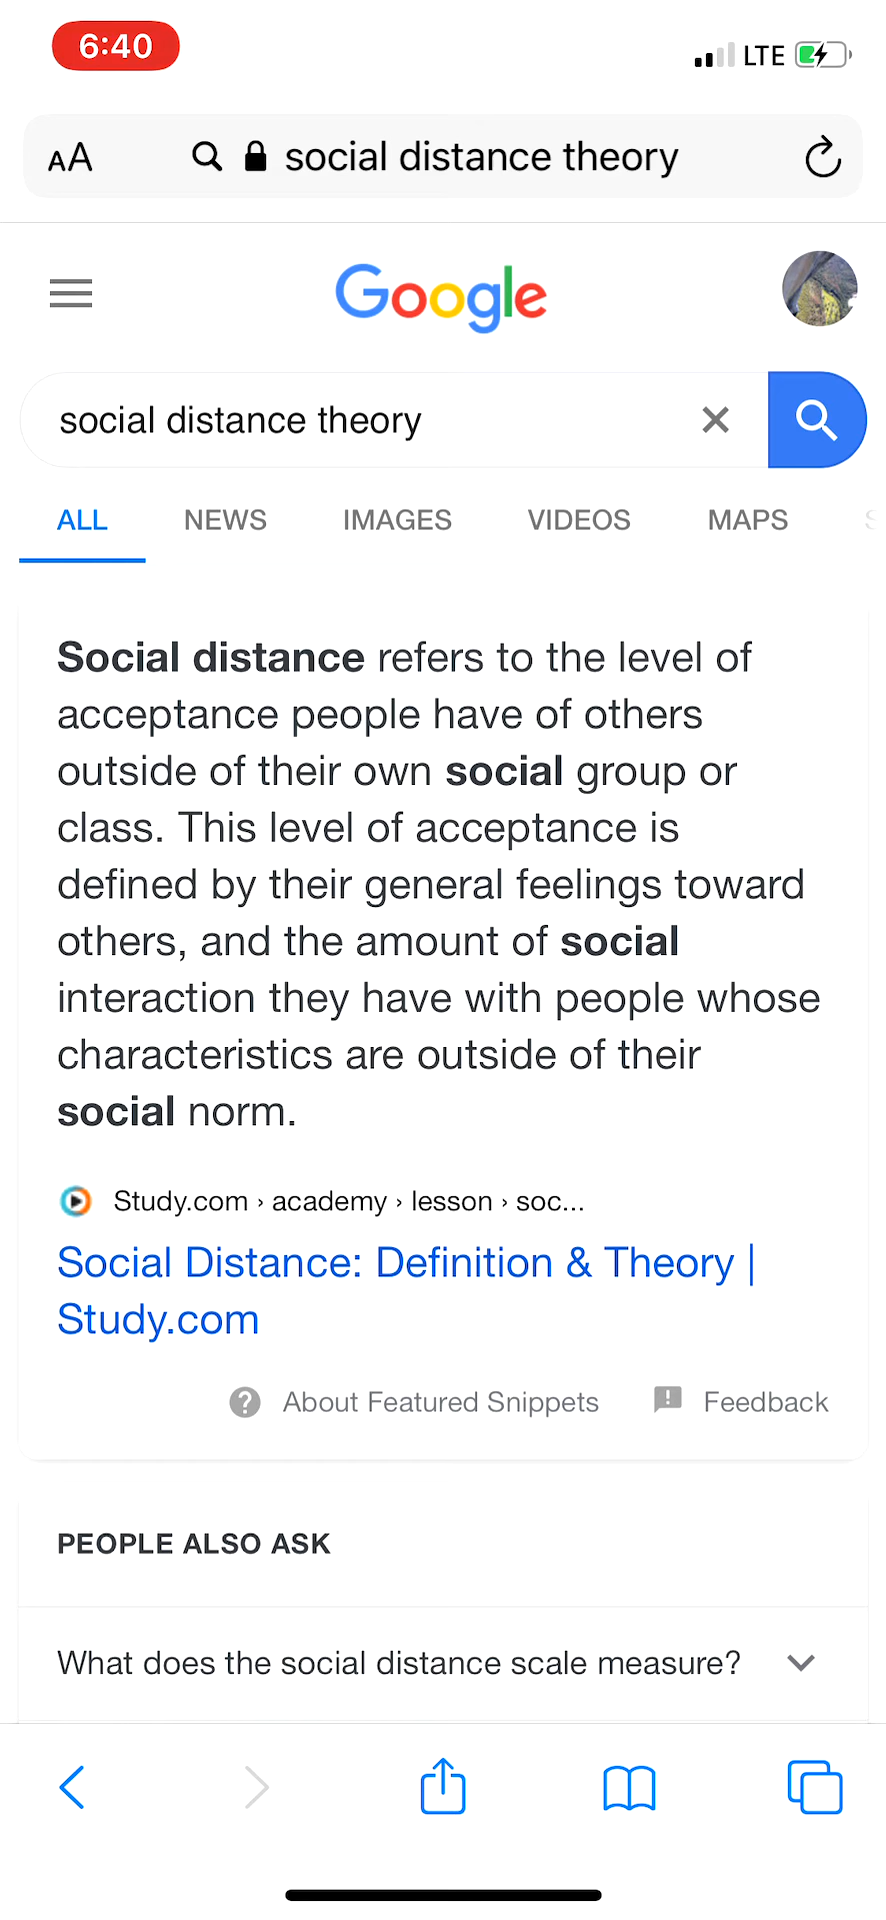 6:40
LTE
AA
social distance theory
Google
social distance theory
ALL NEWS IMAGES VIDEOS MAPS S
Social distance refers to the level of
acceptance people have of others
outside of their own social group or
class. This level of acceptance is
defined by their general feelings toward
others, and the amount of social
interaction they have with people whose
characteristics are outside of their
social norm.
Study.com › academy › lesson › soc...
Social Distance: Definition & Theory |
Study.com
About Featured Snippets
Feedback
PEOPLE ALSO ASK
What does the social distance scale measure?